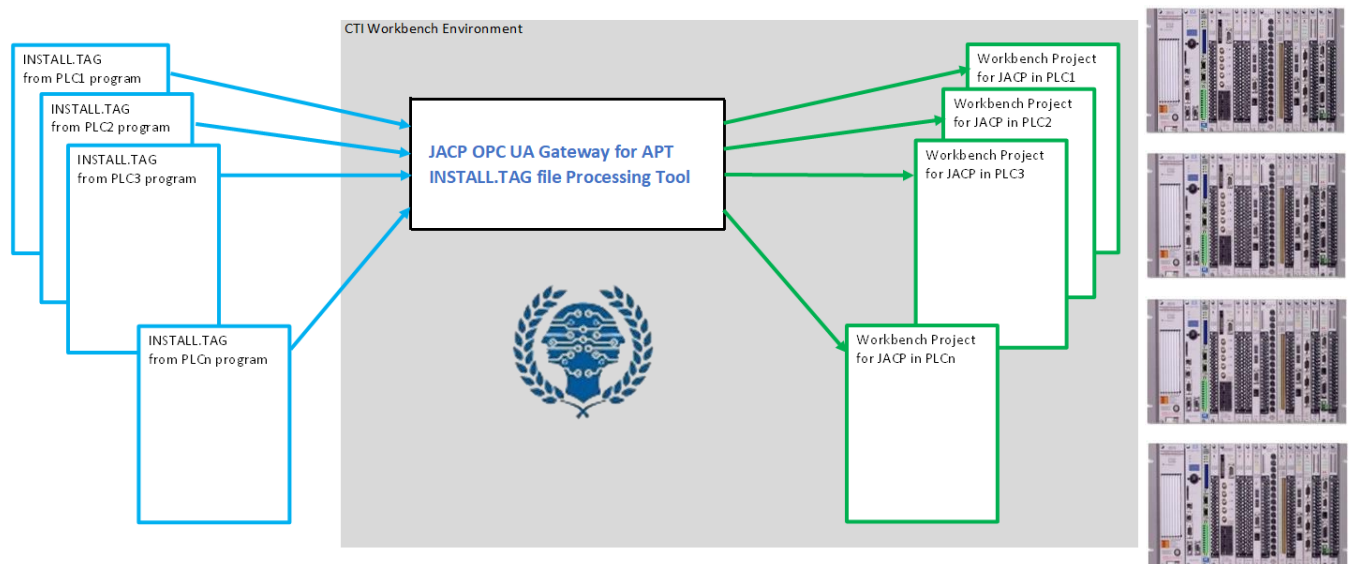 CTI Workbench Environment
INSTALL.TAG
from PLC1 program
INSTALL.TAG
from PLC2 program
INSTALL.TAG
from PLC3 program
INSTALL.TAG
from PLCn program
JACP OPC UA Gateway for APT
INSTALL.TAG file Processing Tool
Workbench Project
for JACP in PLC1
Workbench Project
for JACP in PLC2
Workbench Project
for JACP in PLC3
Workbench Project
for JACP in PLCn